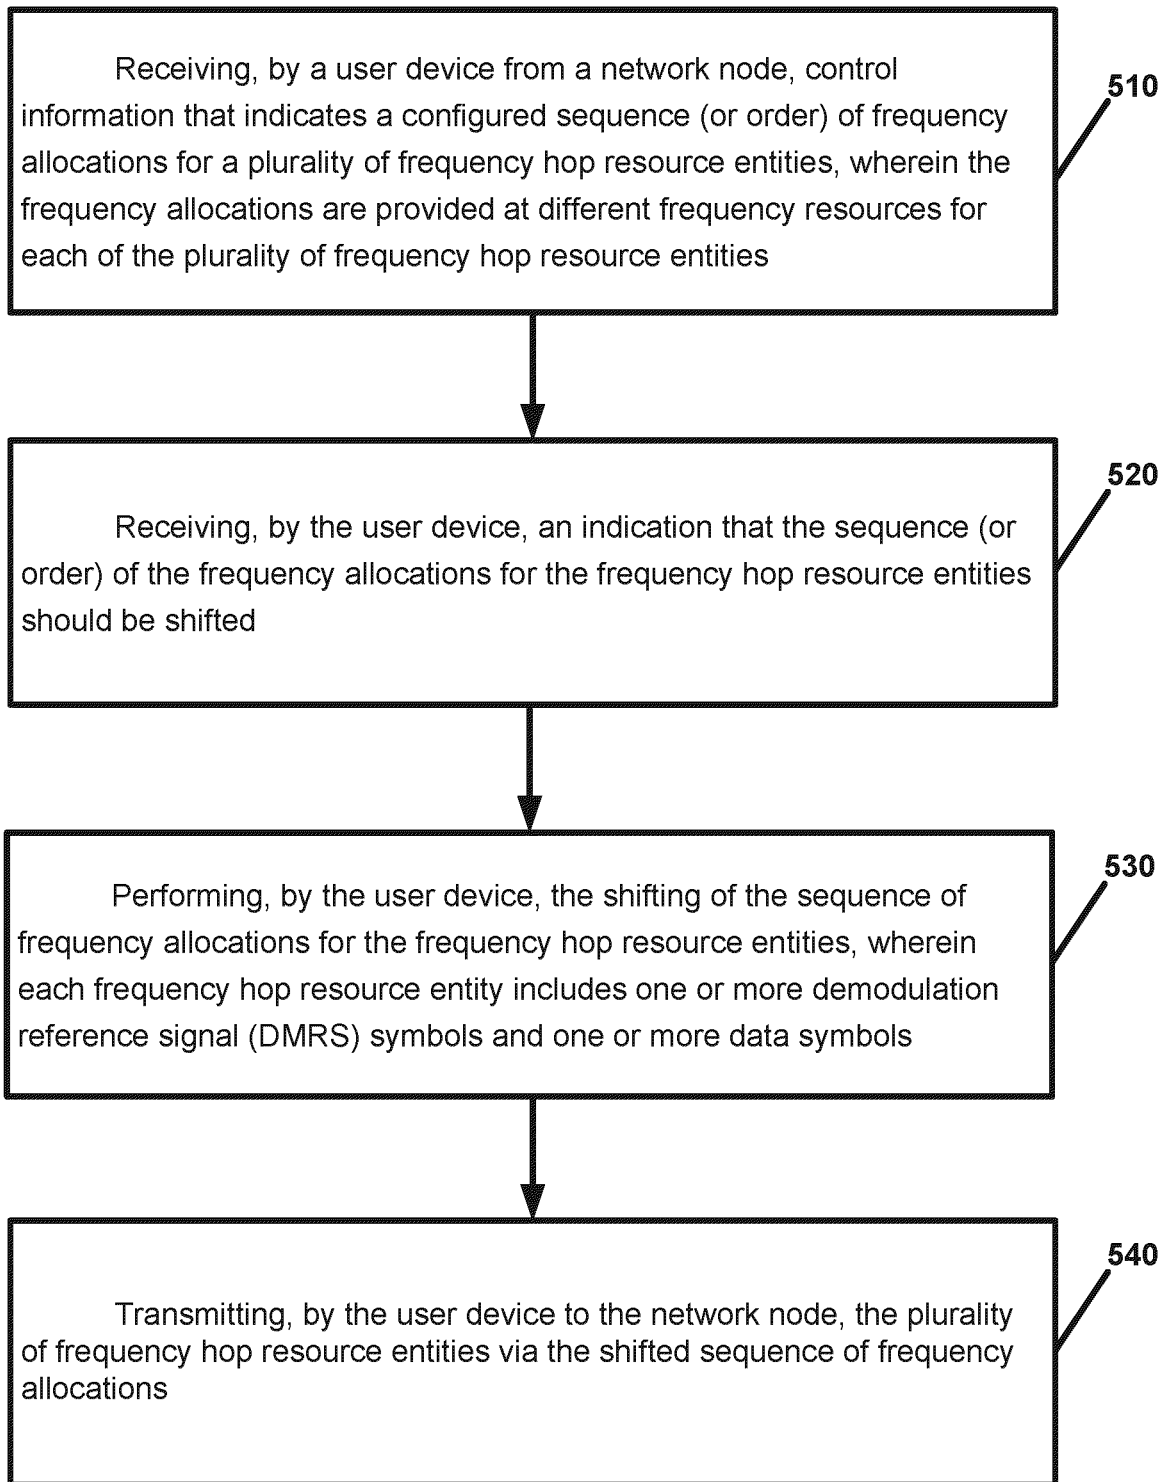 Receiving, by a user device from a network node, control
information that indicates a configured sequence (or order) of frequency
allocations for a plurality of frequency hop resource entities, wherein the
frequency allocations are provided at different frequency resources for
each of the plurality of frequency hop resource entities
510
Receiving, by the user device, an indication that the sequence (or
order) of the frequency allocations for the frequency hop resource entities
should be shifted
520
Performing, by the user device, the shifting of the sequence of
frequency allocations for the frequency hop resource entities, wherein
each frequency hop resource entity includes one or more demodulation
reference signal (DMRS) symbols and one or more data symbols
530
Transmitting, by the user device to the network node, the plurality
of frequency hop resource entities via the shifted sequence of frequency
allocations
540